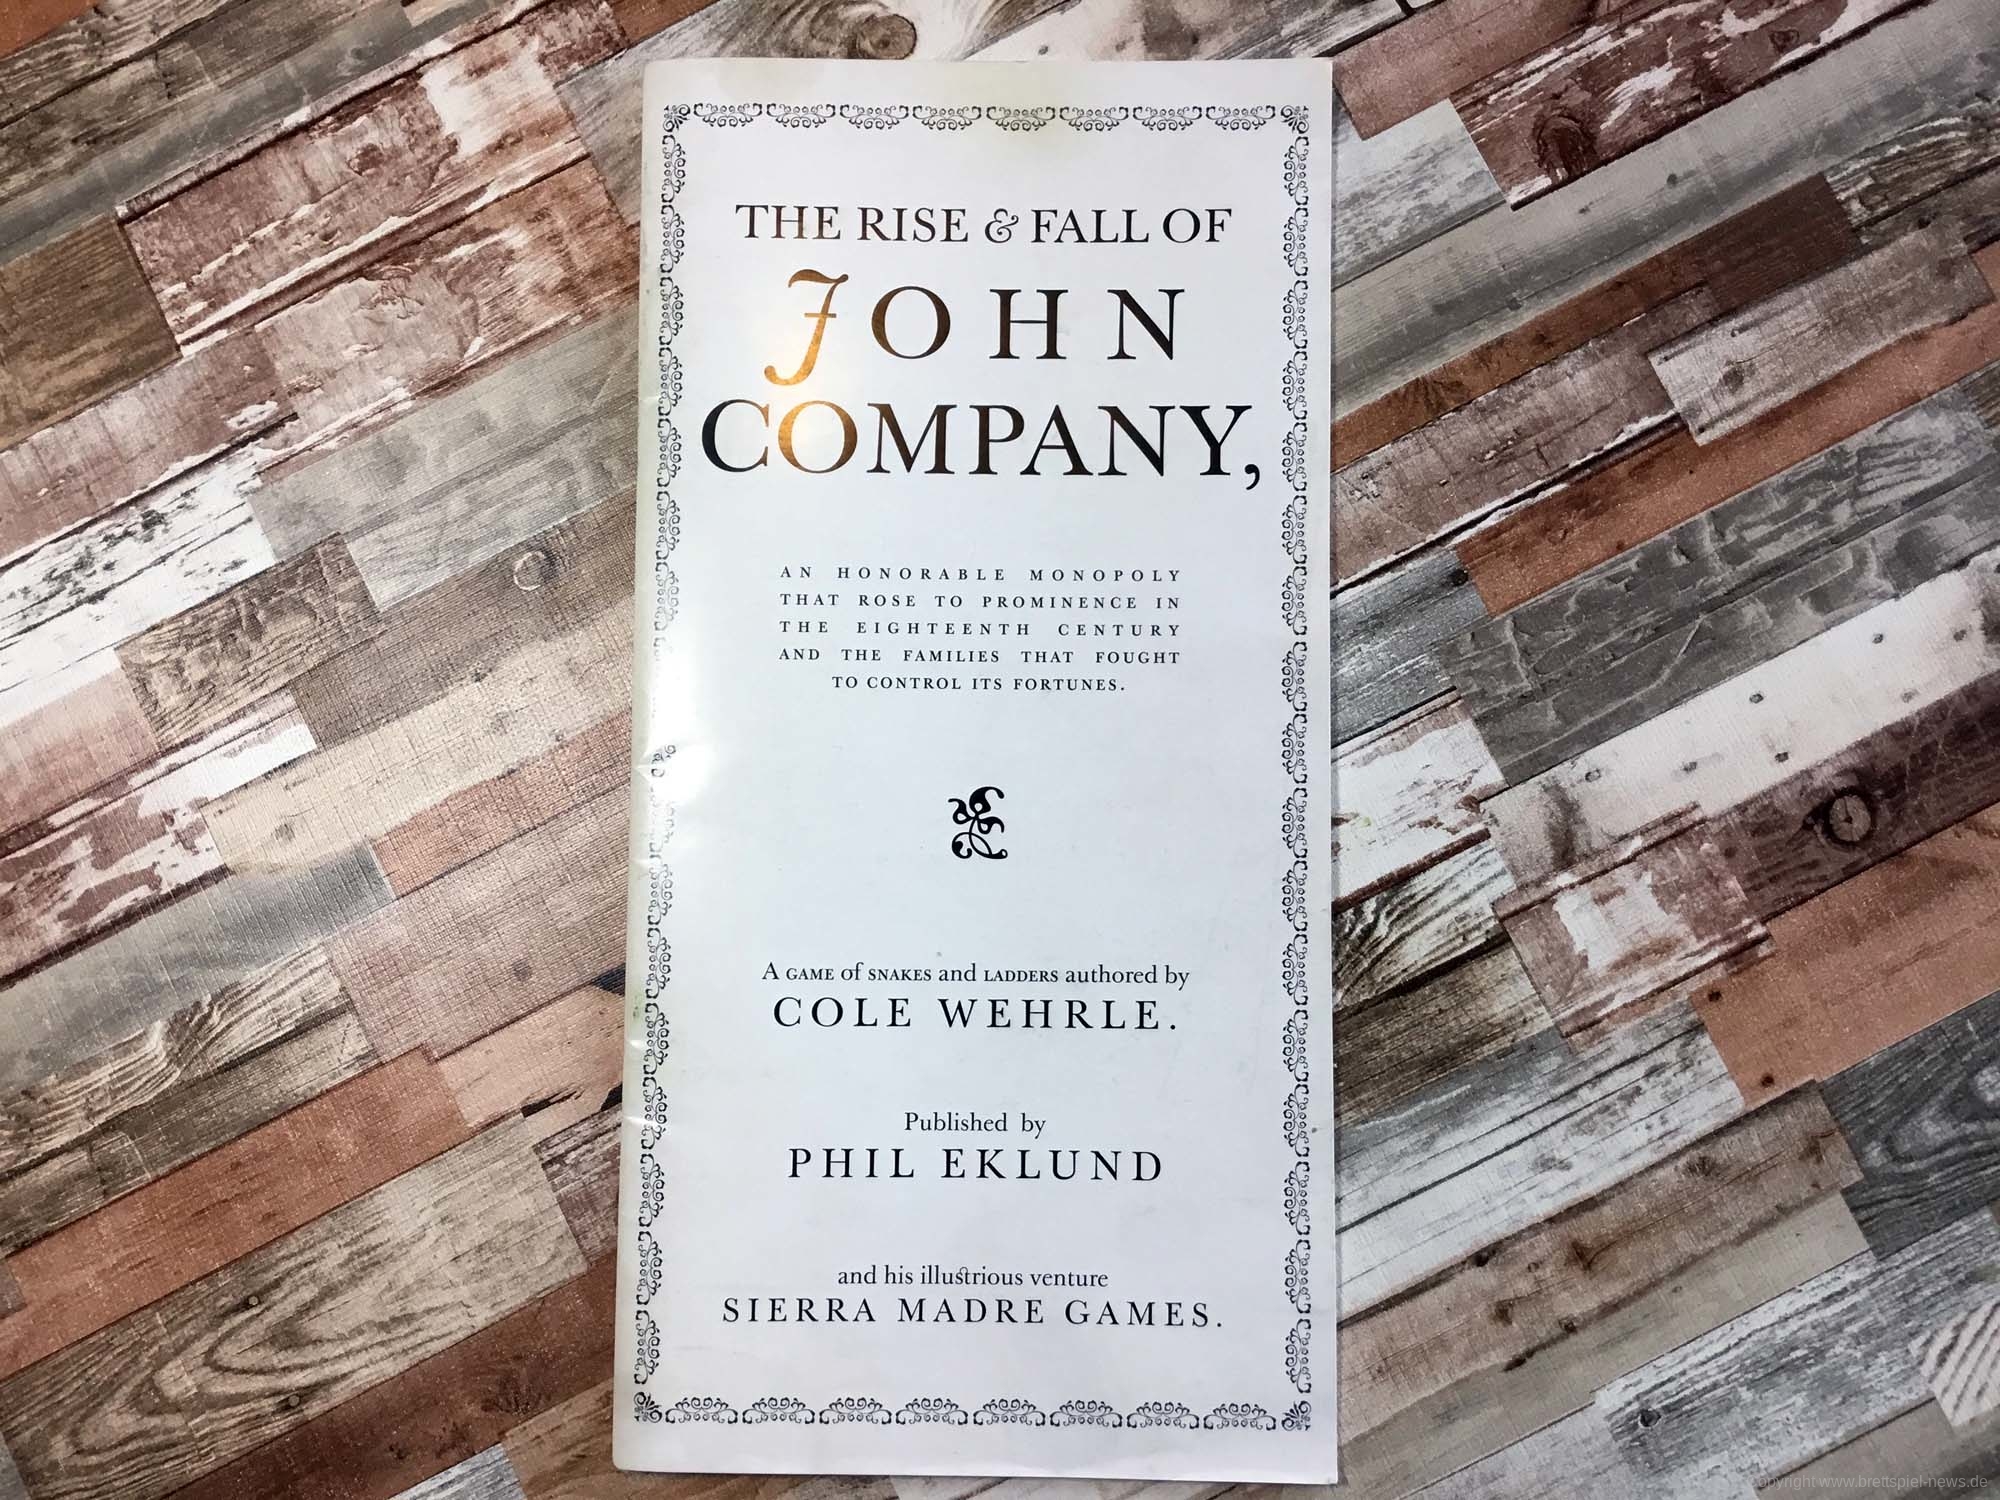 THE RISE & FALL OF
JOHN
COMPANY,
AN HONORABLE MONOPOLY
THAT ROSE TO PROMINENCE IN
THE EIGHTEENTH CENTURY
AND THE FAMILIES THAT FOUGHT
TO CONTROL ITS FORTUNES.
A GAME of SNAKES and LADDERS authored by
COLE WEHRLE.
Published by
PHIL EKLUND
and his illustrious venture
SIERRA MADRE GAMES.
copyright www.brettspiel-news.de